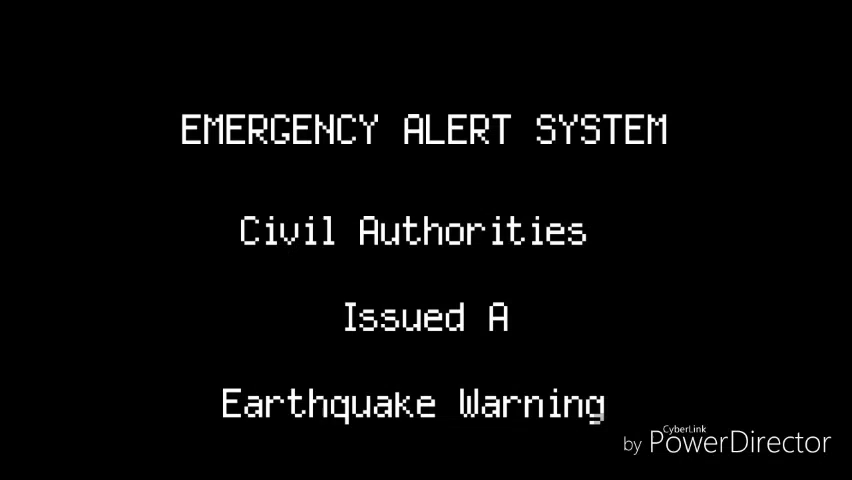 EMERGENCY ALERT SYSTEM
Civil Authorities
Issued A
Earthquake Warning
CyberLink
by PowerDirector